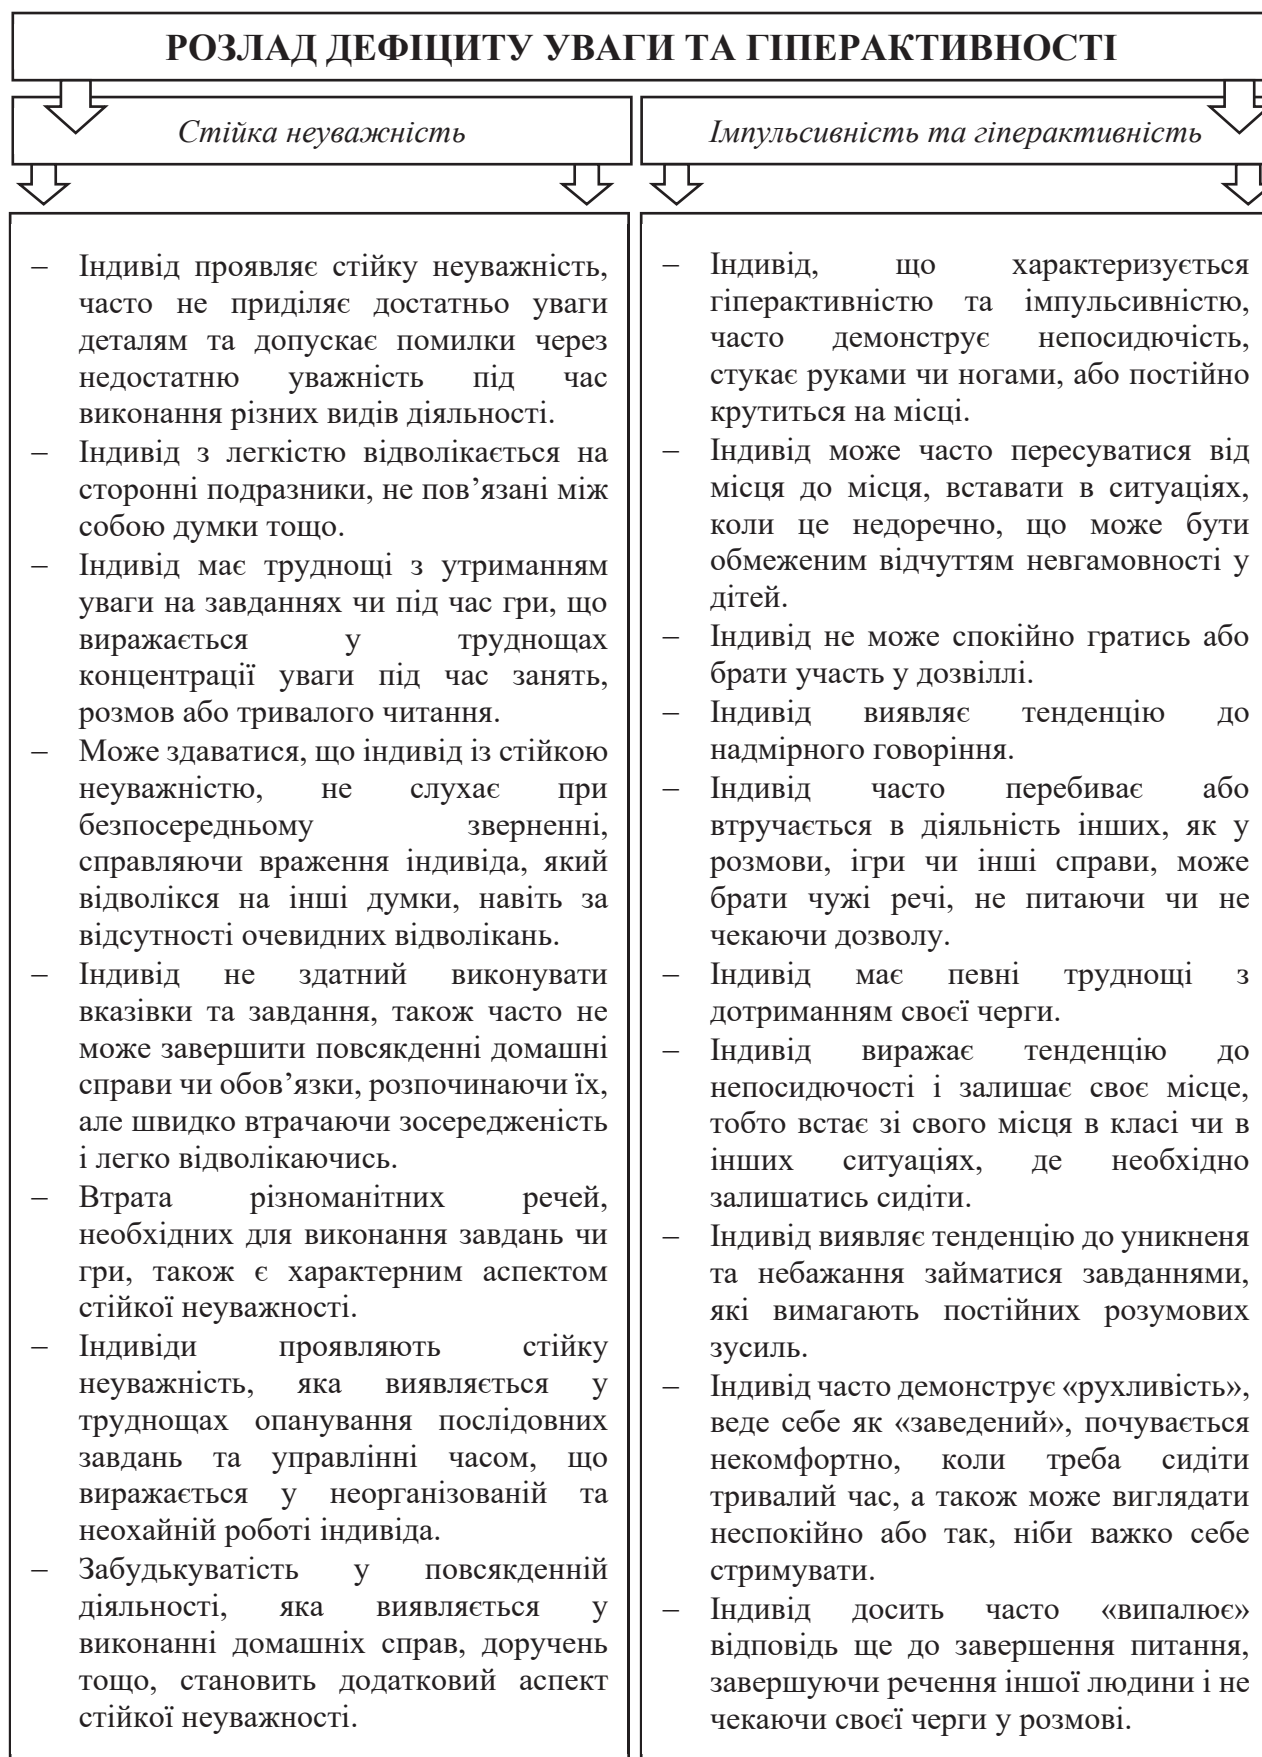 РОЗЛАД ДЕФІЦИТУ УВАГИ ТА ГІПЕРАКТИВНОСТІ
Стійка неуважність
– Індивід проявляє стійку неуважність,
часто не приділяє достатньо уваги
деталям та допускає помилки через
недостатню уважність під час
виконання різних видів діяльності.
– Індивід з легкістю відволікається на
сторонні подразники, не пов’язані між
собою думки тощо.
– Індивід має труднощі з утриманням
уваги на завданнях чи під час гри, що
виражається у труднощах
концентрації уваги під час занять,
розмов або тривалого читання.
– Може здаватися, що індивід із стійкою
неуважністю, не слухає при
безпосередньому зверненні,
справляючи враження індивіда, який
відволікся на інші думки, навіть за
відсутності очевидних відволікань.
– Індивід не здатний виконувати
вказівки та завдання, також часто не
може завершити повсякденні домашні
справи чи обов’язки, розпочинаючи їх,
але швидко втрачаючи зосередженість
і легко відволікаючись.
– Втрата різноманітних речей,
необхідних для виконання завдань чи
гри, також є характерним аспектом
стійкої неуважності.
– Індивіди проявляють стійку
неуважність, яка виявляється у
труднощах опанування послідовних
завдань та управлінні часом, що
виражається у неорганізованій та
неохайній роботі індивіда.
– Забудькуватість у повсякденній
діяльності, яка виявляється у
виконанні домашніх справ, доручень
тощо, становить додатковий аспект
стійкої неуважності.
Імпульсивність та гіперактивність
– Індивід, що характеризується
гіперактивністю та імпульсивністю,
часто демонструє непосидючість,
стукає руками чи ногами, або постійно
крутиться на місці.
– Індивід може часто пересуватися від
місця до місця, вставати в ситуаціях,
коли це недоречно, що може бути
обмеженим відчуттям невгамовності у
дітей.
– Індивід не може спокійно гратись або
брати участь у дозвіллі.
– Індивід виявляє тенденцію до
надмірного говоріння.
– Індивід часто перебиває або
втручається в діяльність інших, як у
розмови, ігри чи інші справи, може
брати чужі речі, не питаючи чи не
чекаючи дозволу.
– Індивід має певні труднощі з
дотриманням своєї черги.
– Індивід виражає тенденцію до
непосидючості і залишає своє місце,
тобто встає зі свого місця в класі чи в
інших ситуаціях, де необхідно
залишатись сидіти.
– Індивід виявляє тенденцію до уникненя
та небажання займатися завданнями,
які вимагають постійних розумових
зусиль.
– Індивід часто демонструє «рухливість»,
веде себе як «заведений», почувається
некомфортно, коли треба сидіти
тривалий час, а також може виглядати
неспокійно або так, ніби важко себе
стримувати.
– Індивід досить часто «випалює»
відповідь ще до завершення питання,
завершуючи речення іншої людини і не
чекаючи своєї черги у розмові.